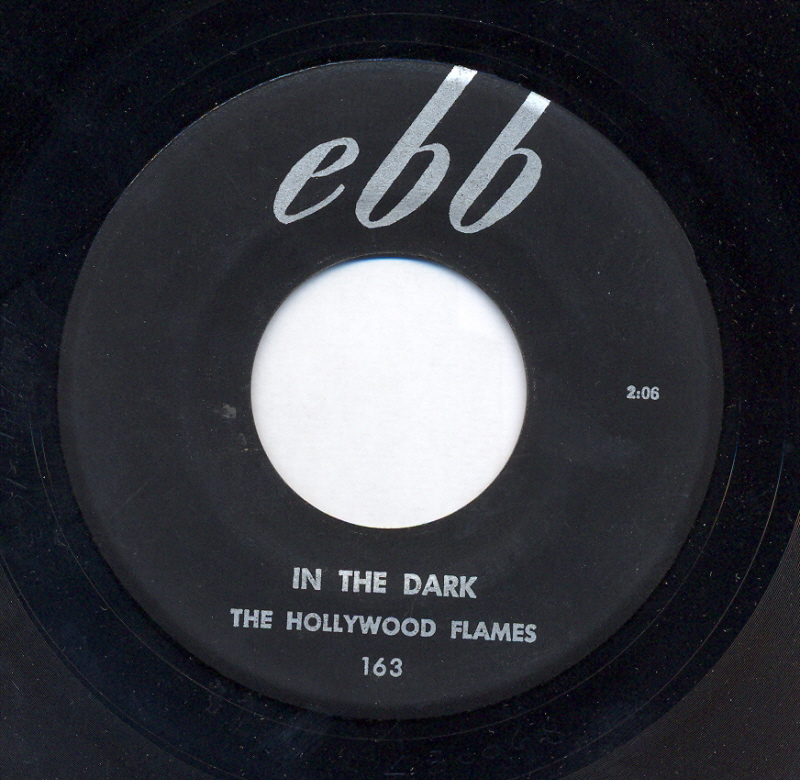 ebb
2:06
IN THE DARK
THE HOLLYWOOD FLAMES
163